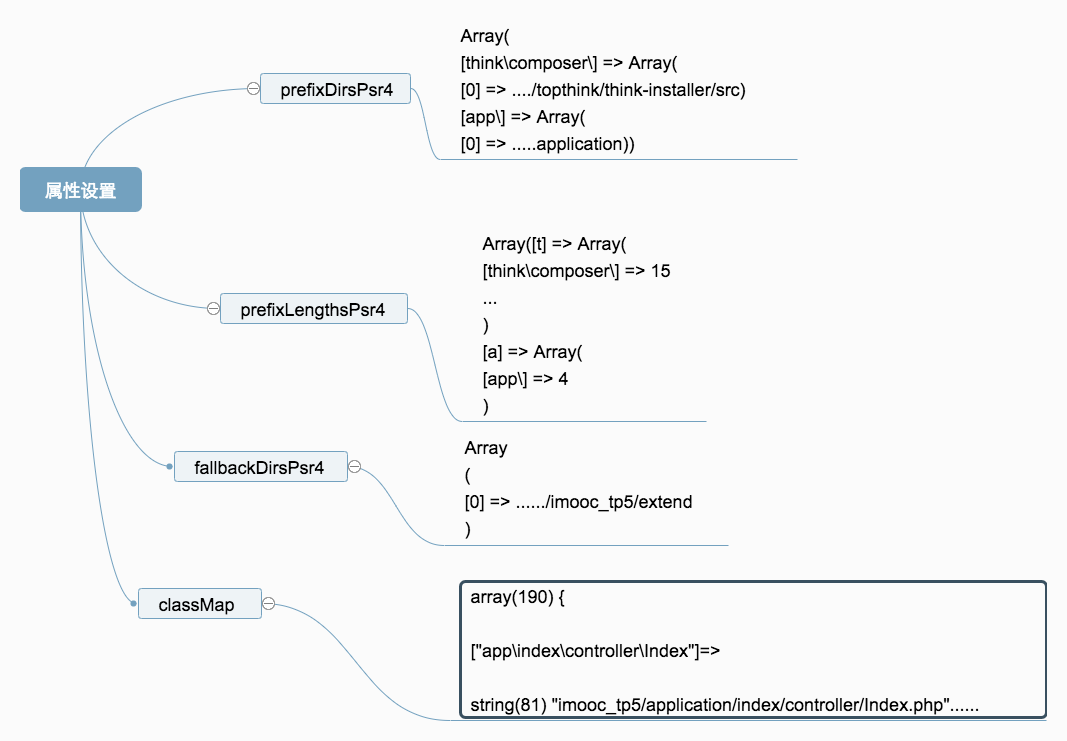 属性设置
prefixDirsPsr4
Array(
[think\composer\] => Array(
[0] => ..../topthink/think-installer/src)
[app\] => Array(
[0] => .....application))
prefixLengthsPsr4
Array([t] => Array(
[think\composer\] => 15
...
)
[a] => Array(
[app\] => 4
)
fallbackDirsPsr4
Array
(
[0] => ....../imooc_tp5/extend
)
classMap
array(190) {
["app\index\controller\Index"]=>
string(81) "imooc_tp5/application/index/controller/Index.php"......